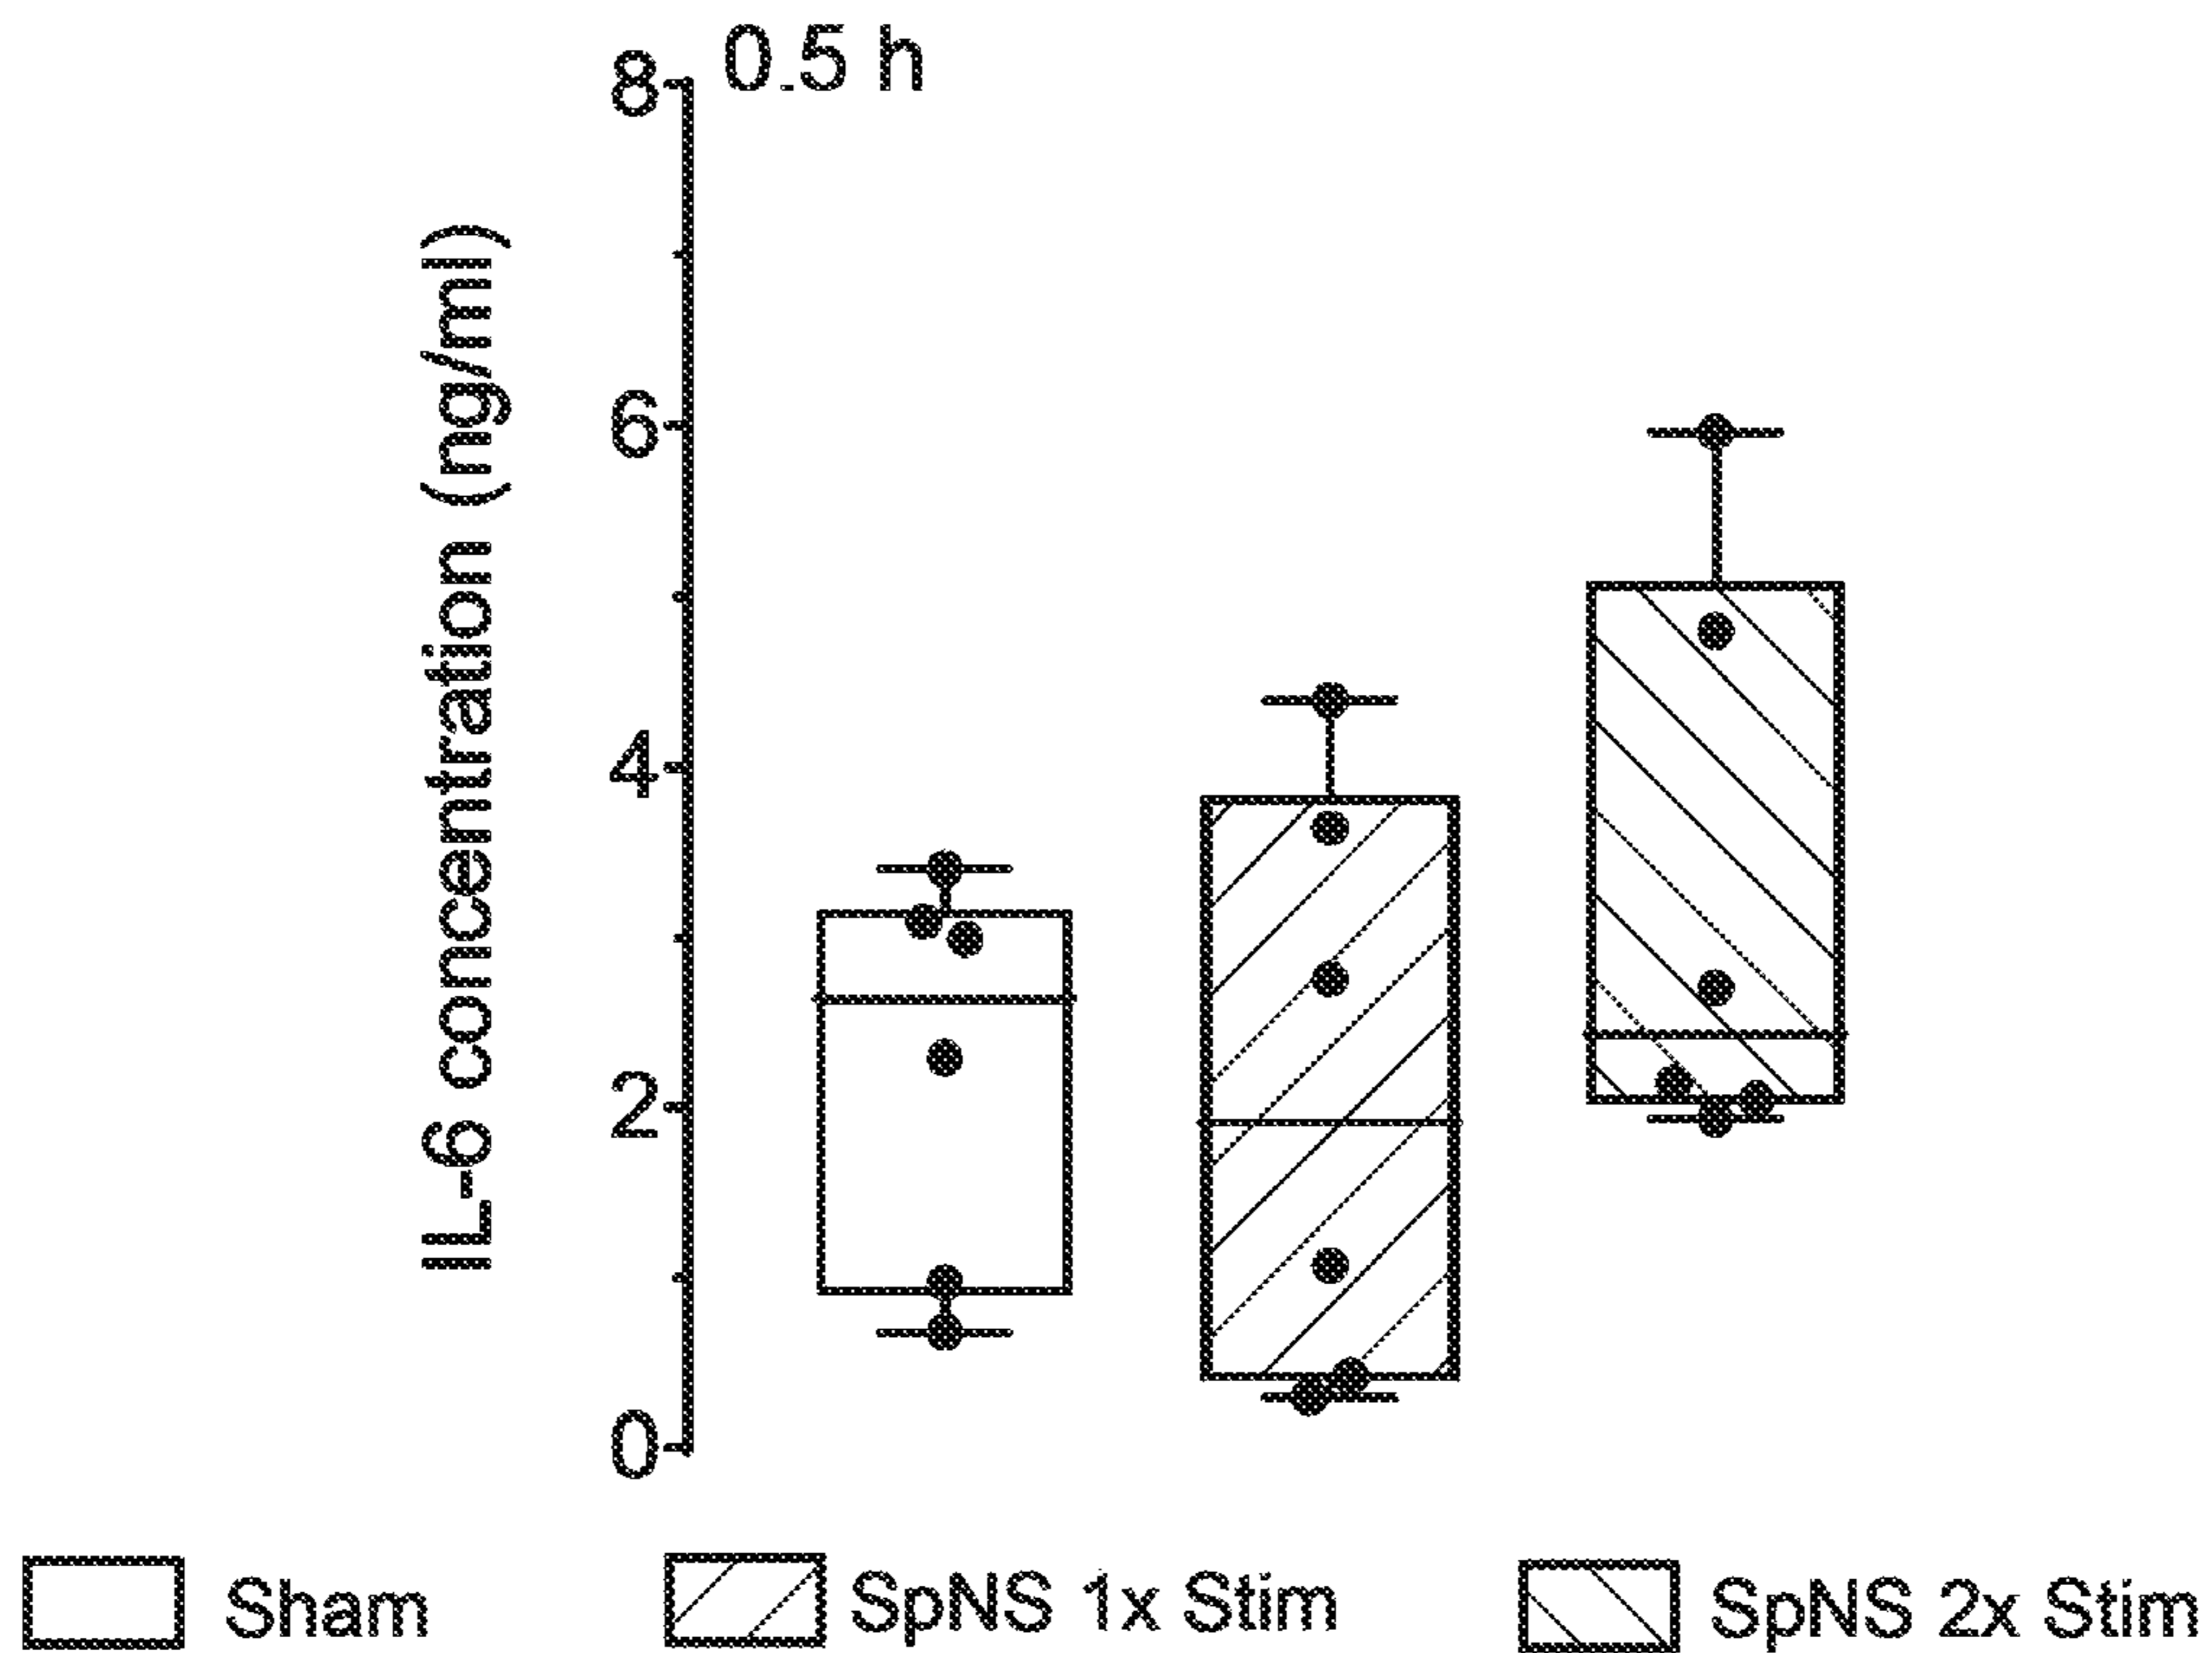 0.5 h
8
6
4
2
0
IL-6 concentration (ng/ml)
Sham
SpNS 1x Stim
SpNS 2x Stim